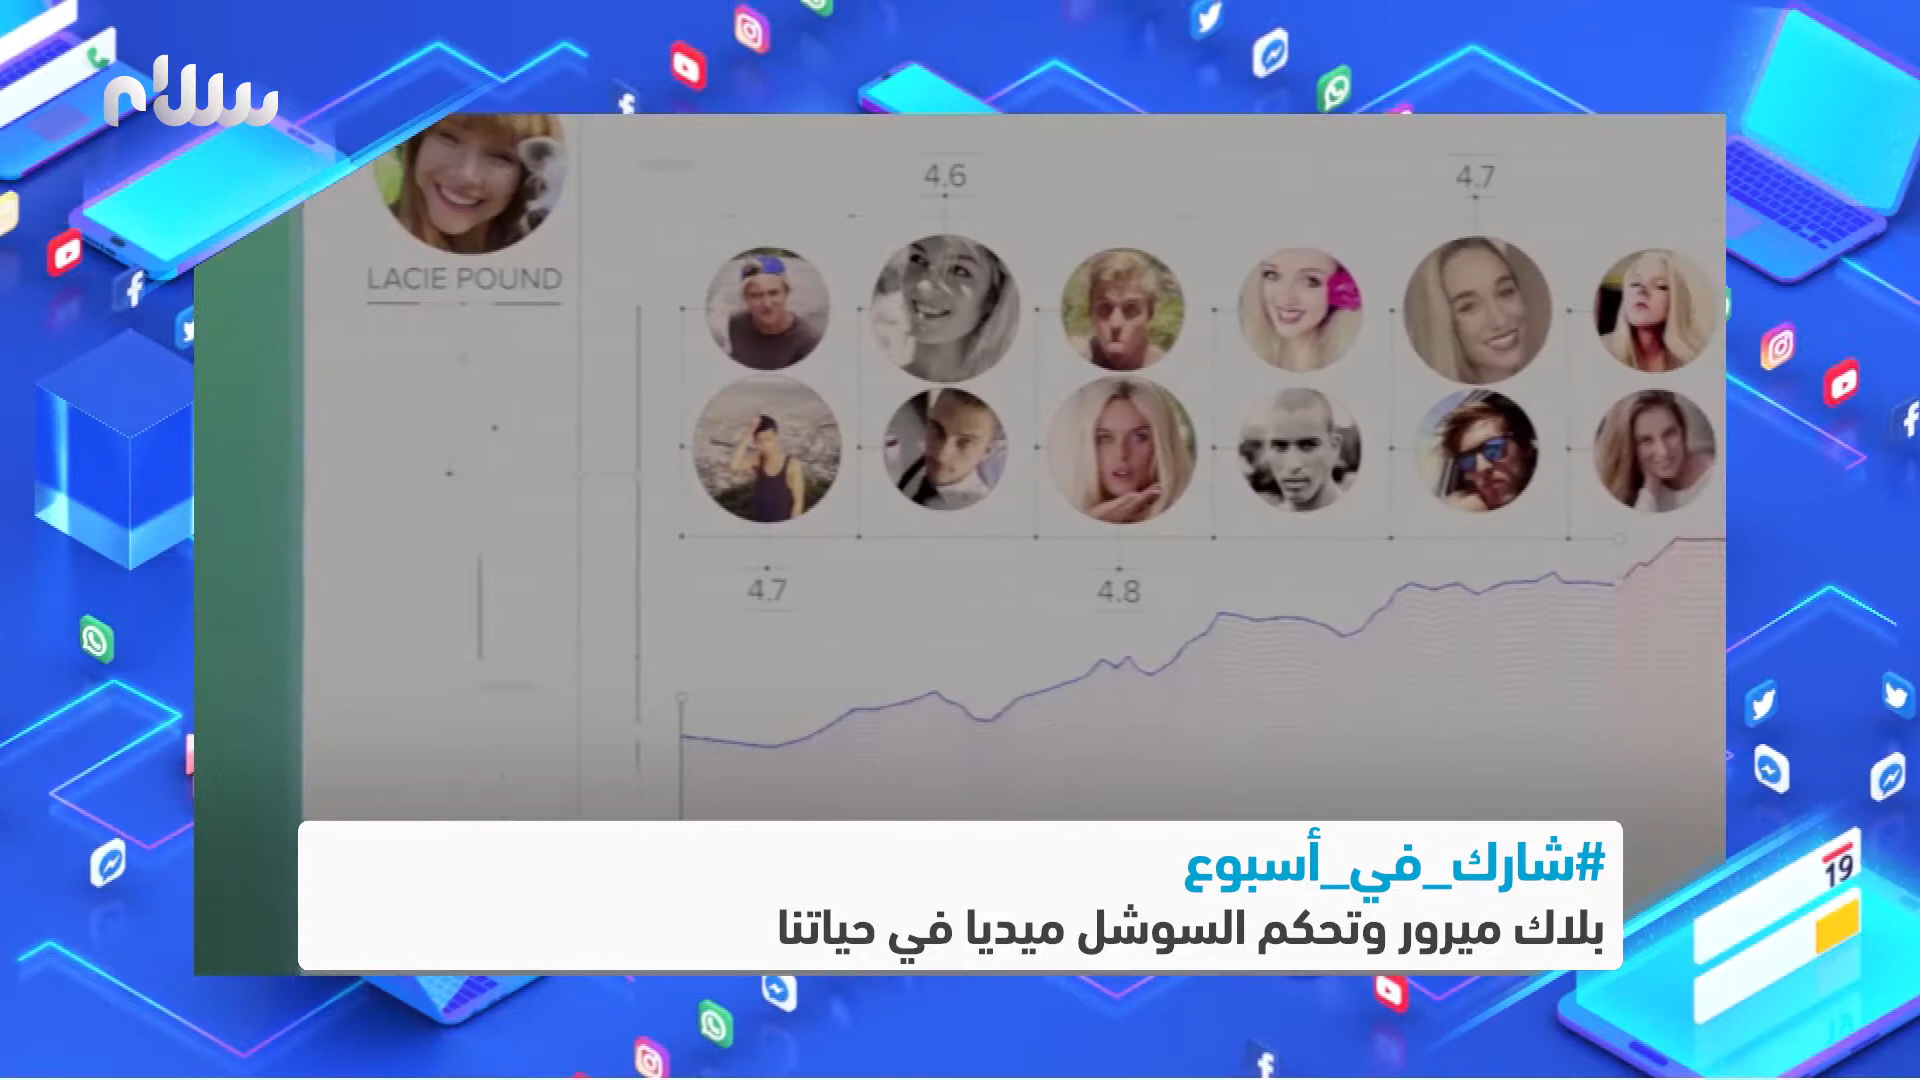 سلام
4.6
4.7
LACIE POUND
4.7
4.8
#شارك_في_أسبوع
بلاك ميرور وتحكم السوشل ميديا في حياتنا
19